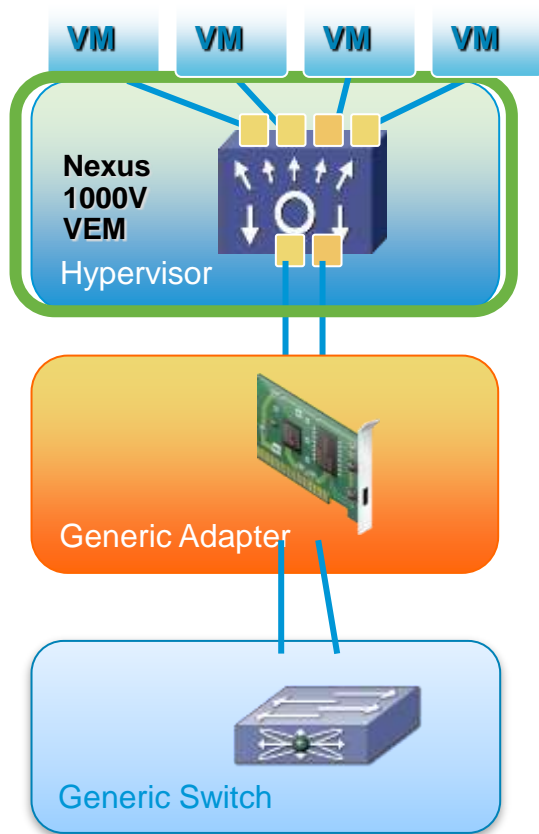 VM VM VM VM
Nexus
1000V
VEM
Hypervisor
Generic Adapter
Generic Switch